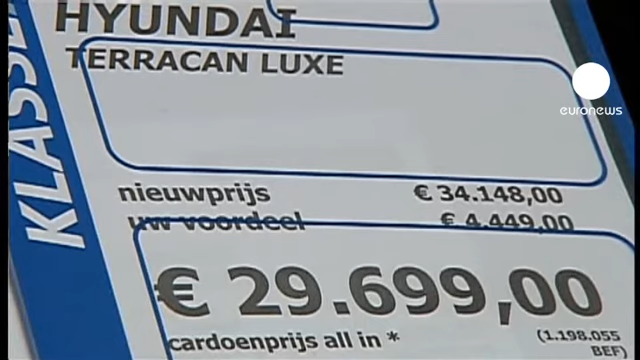 HYUNDAI
TERRACAN LUXE
euronews
nieuwprijs € 34.148,00
uw voordeel € 4.449,00
€ 29.699,00
cardoenprijs all in * (1.198.055
BEF)